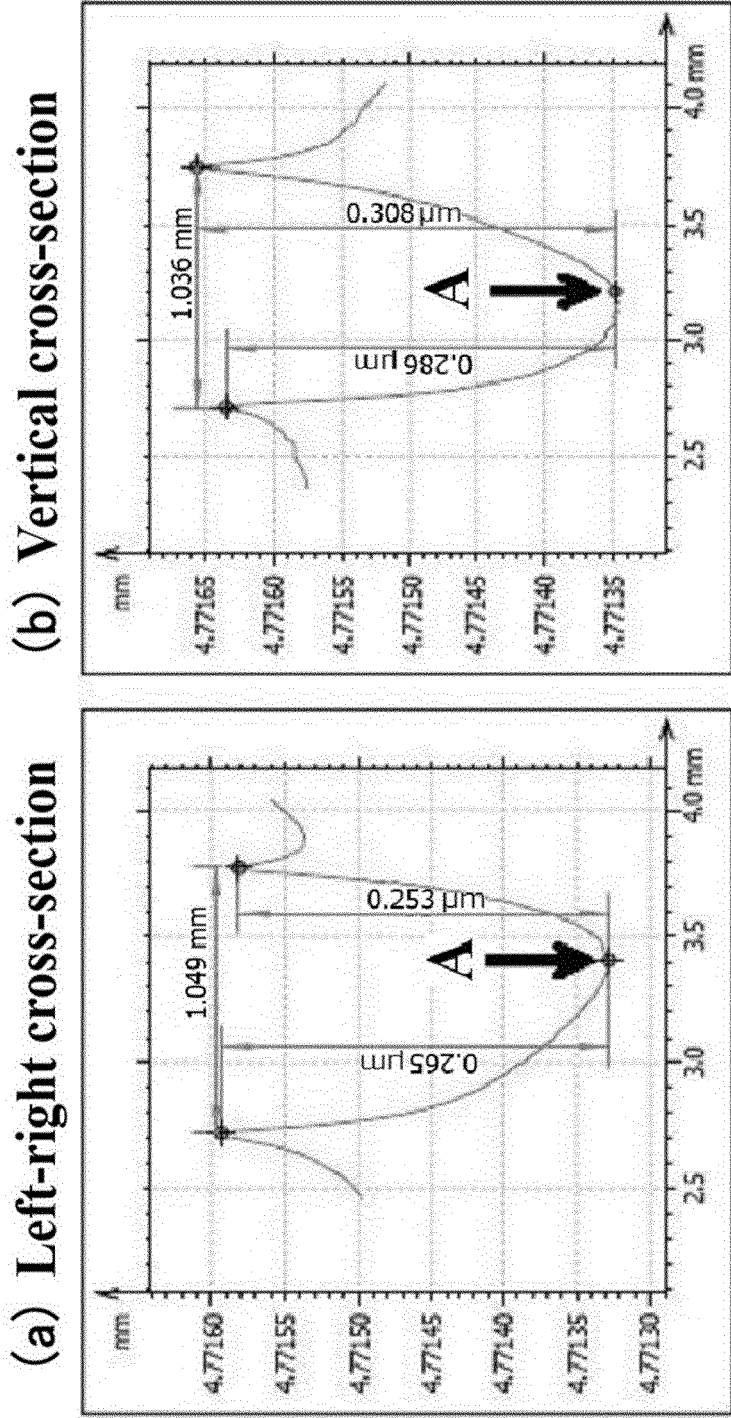 (a) Left-right cross-section
mm
4.77160
4.77155
4.77150
4.77145
4.77140
4.77135
4.77130
1.049 mm
0.265 µm
0.253 µm
A
2.5
3.0
3.5
4.0 mm
(b) Vertical cross-section
mm
4.77165
4.77160
4.77155
4.77150
4.77145
4.77140
4.77135
1.036 mm
0.286 µm
0.308 µm
A
2.5
3.0
3.5
4.0 mm